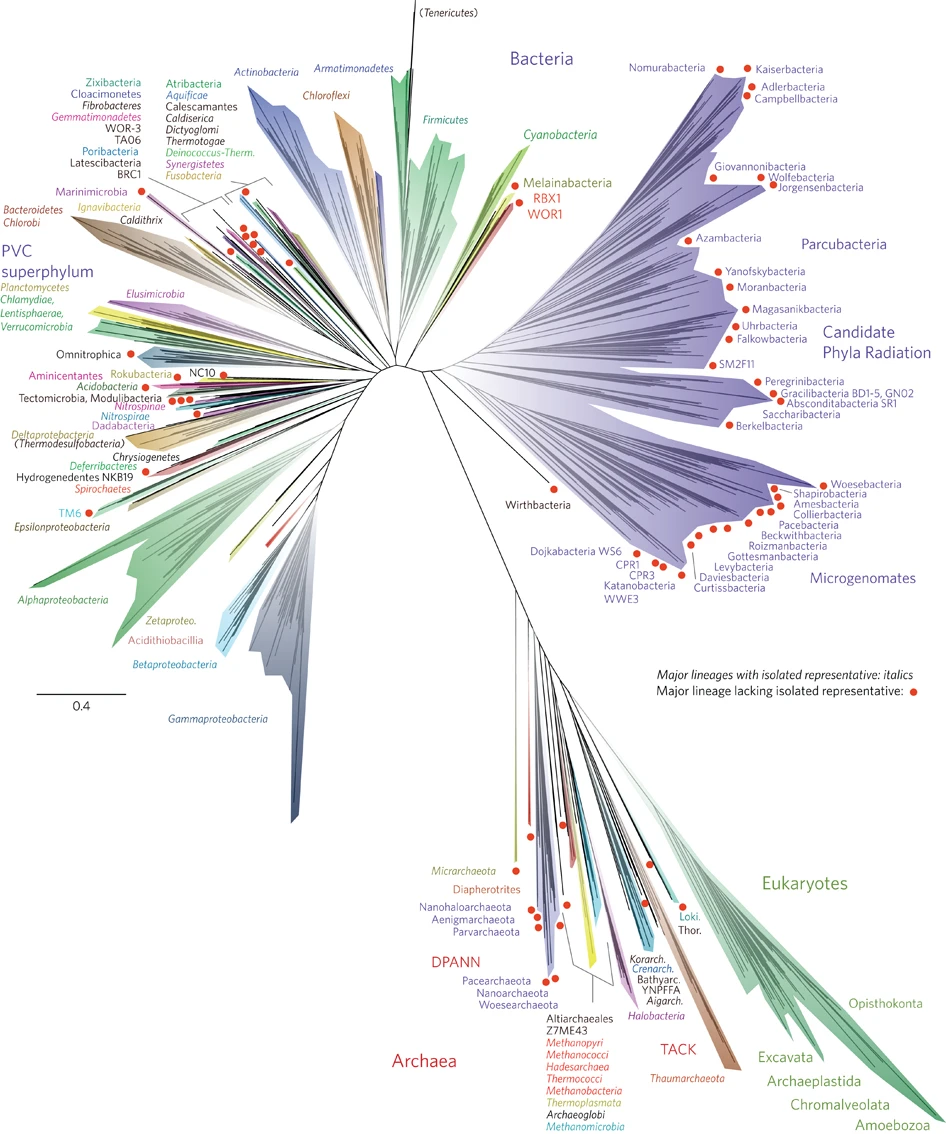 (Tenericutes)
Bacteria
Actinobacteria
Armatimonadetes
Chloroflexi
Firmicutes
Cyanobacteria
Melainabacteria
RBX1
WOR1
Zixibacteria
Cloacimonetes
Fibrobacteres
Gemmatimonadetes
WOR-3
TA06
Poribacteria
Latescibacteria
BRC1
Atribacteria
Aquificae
Calescamantes
Caldiserica
Dictyoglomi
Thermotogae
Deinococcus-Therm.
Synergistetes
Fusobacteria
Marinimicrobia
Ignavibacteria
Bacteroidetes
Chlorobi
Caldithrix
PVC
superphylum
Planctomycetes
Chlamydiae,
Lentisphaerae,
Verrucomicrobia
Elusimicrobia
Omnitrophica
Aminicentantes
Rokubacteria
NC10
Acidobacteria
Tectomicrobia, Modulibacteria
Nitrospinae
Nitrospirae
Dadabacteria
Deltaprotebacteria
(Thermodesulfobacteria)
Chrysiogenetes
Deferribacteres
Hydrogenedentes NKB19
Spirochaetes
TM6
Epsilonproteobacteria
Alphaproteobacteria
Zetaproteo.
Acidithiobacillia
Betaproteobacteria
Gammaproteobacteria
0.4
Nomurabacteria
Kaiserbacteria
Adlerbacteria
Campbellbacteria
Giovannonibacteria
Wolfebacteria
Jorgensenbacteria
Azambacteria
Parcubacteria
Yanofskybacteria
Moranbacteria
Magasanikbacteria
Uhrbacteria
Falkowbacteria
Candidate
Phyla Radiation
SM2F11
Peregrinibacteria
Gracilibacteria BD1-5, GN02
Absconditabacteria SR1
Saccharibacteria
Berkelbacteria
Woesebacteria
Shapirobacteria
Amesbacteria
Collierbacteria
Pacebacteria
Beckwithbacteria
Roizmanbacteria
Gottesmanbacteria
Levybacteria
Daviesbacteria
Curtissbacteria
Microgenomates
Wirthbacteria
Dojkabacteria WS6
CPR1
CPR3
Katanobacteria
WWE3
Major lineages with isolated representative: italics
Major lineage lacking isolated representative:
Micrarchaeota
Diapherotrites
Nanohaloarchaeota
Aenigmarchaeota
Parvarchaeota
DPANN
Pacearchaeota
Nanoarchaeota
Woesearchaeota
Archaea
Altiarchaeales
Z7ME43
Methanopyri
Methanococci
Hadesarchaea
Thermococci
Methanobacteria
Thermoplasmata
Archaeoglobi
Methanomicrobia
Halobacteria
Korarch.
Crenarch.
Bathyarc.
YNPFFA
Aigarch.
TACK
Thaumarchaeota
Loki.
Thor.
Eukaryotes
Opisthokonta
Excavata
Archaeplastida
Chromalveolata
Amoebozoa